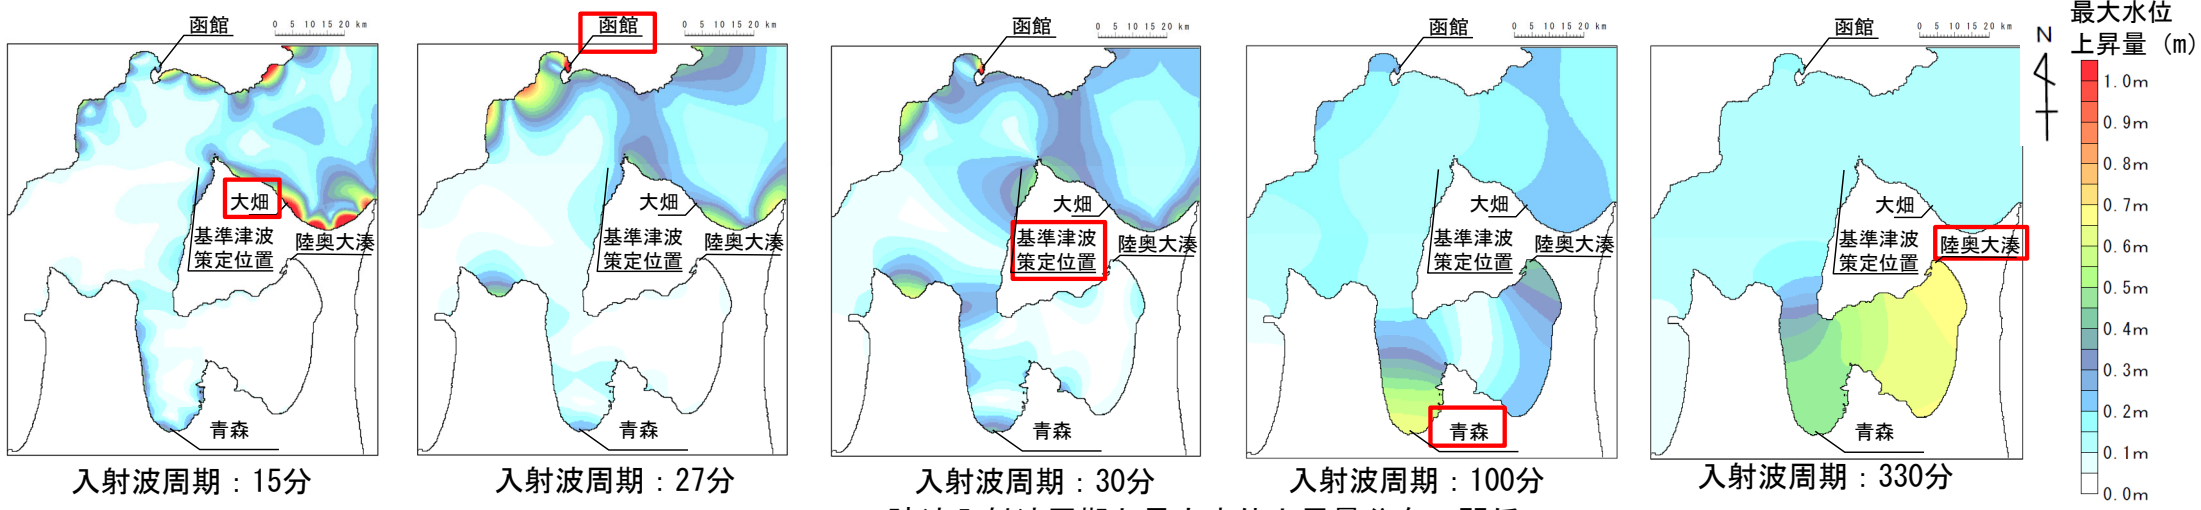 函館
0 5 10 15 20 km
大畑
基準津波
策定位置
陸奥大湊
青森
入射波周期：15分
函館
0 5 10 15 20 km
大畑
基準津波
策定位置
陸奥大湊
青森
入射波周期：27分
函館
0 5 10 15 20 km
大畑
基準津波
策定位置
陸奥大湊
青森
入射波周期：30分
函館
0 5 10 15 20 km
大畑
基準津波
策定位置
陸奥大湊
青森
入射波周期：100分
函館
0 5 10 15 20 km
大畑
基準津波
策定位置
陸奥大湊
青森
入射波周期：330分
N
最大水位
上昇量（m）
1.0m
0.9m
0.8m
0.7m
0.6m
0.5m
0.4m
0.3m
0.2m
0.1m
0.0m